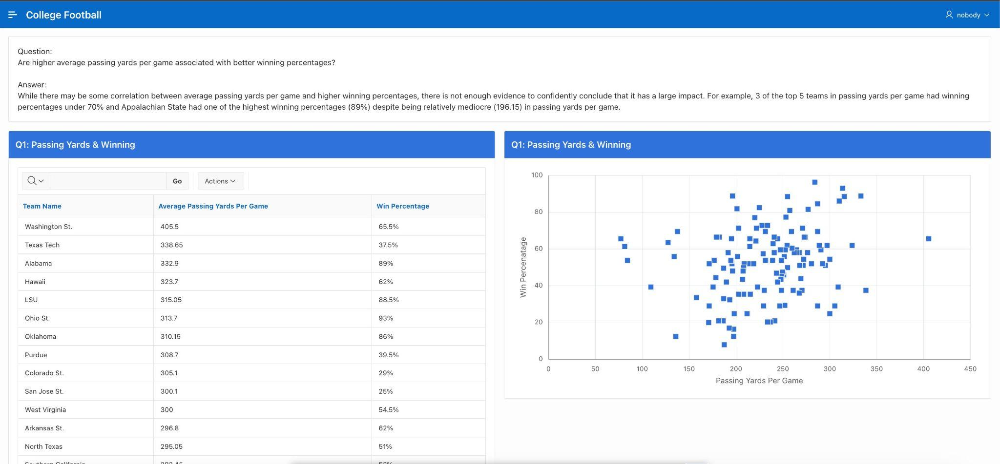 College Football
nobody
Question:
Are higher average passing yards per game associated with better winning percentages?
Answer:
While there may be some correlation between average passing yards per game and higher winning percentages, there is not enough evidence to confidently conclude that it has a large impact. For example, 3 of the top 5 teams in passing yards per game had winning
percentages under 70% and Appalachian State had one of the highest winning percentages (89%) despite being relatively mediocre (196.15) in passing yards per game.
Q1: Passing Yards & Winning
Go
Actions
Team Name Average Passing Yards Per Game Win Percentage
Washington St. 405.5 65.5%
Texas Tech 338.65 37.5%
Alabama 332.9 89%
Hawaii 323.7 62%
LSU 315.05 88.5%
Ohio St. 313.7 93%
Oklahoma 310.15 86%
Purdue 308.7 39.5%
Colorado St. 305.1 29%
San Jose St. 300.1 25%
West Virginia 300 54.5%
Arkansas St. 296.8 62%
North Texas 295.05 51%
Q1: Passing Yards & Winning
100
80
60
40
20
0
Win Percenatage
0 50 100 150 200 250 300 350 400 450
Passing Yards Per Game